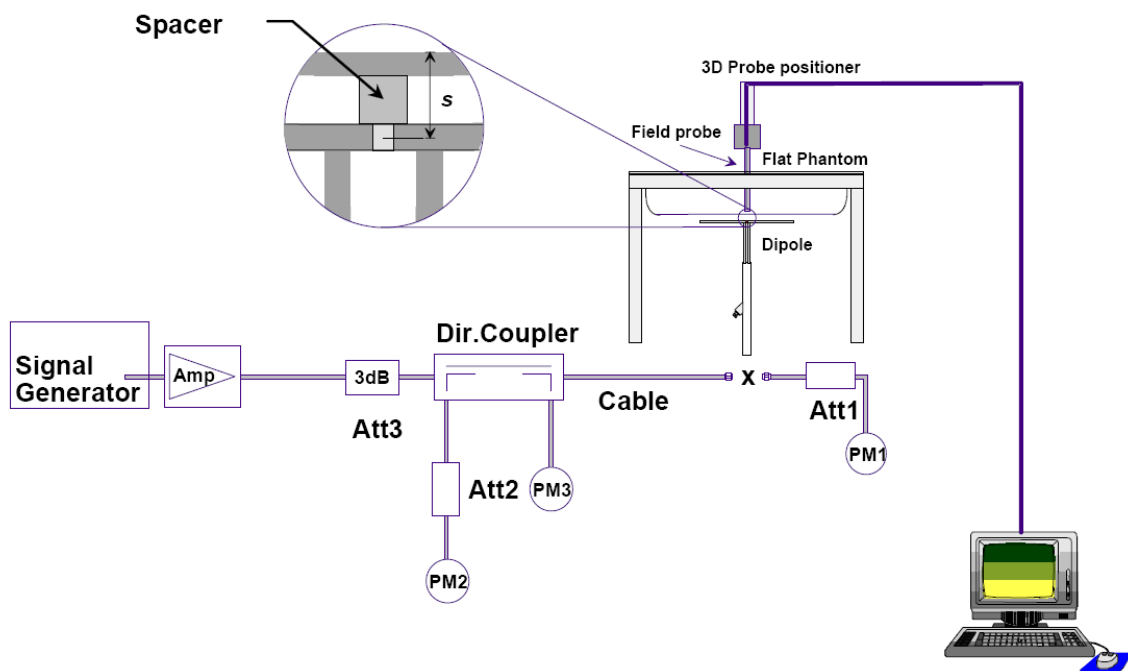 Spacer
s
3D Probe positioner
Field probe
Flat Phantom
Dipole
Signal
Generator
Amp
3dB
Att3
Dir.Coupler
Cable
x
Att1
PM1
Att2
PM3
PM2